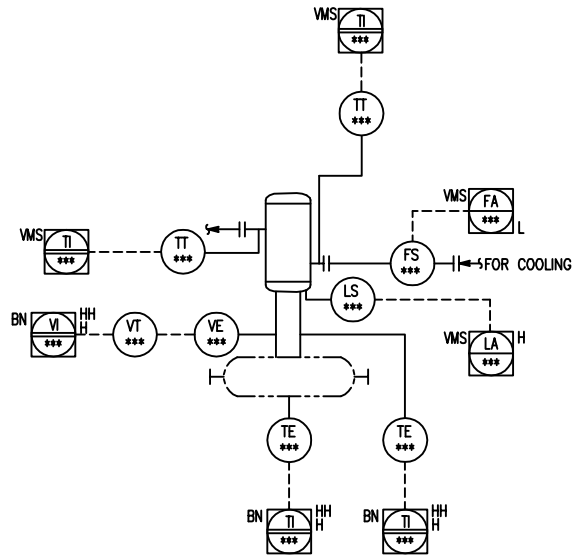 VMS TI
***
TT
***
VMS FA
*** L
VMS TI
***
TT
***
FS
***
FOR COOLING
LS
***
BN VI HH
*** H
VT
***
VE
***
VMS LA H
***
TE
***
TE
***
BN TI HH
*** H
BN TI HH
*** H